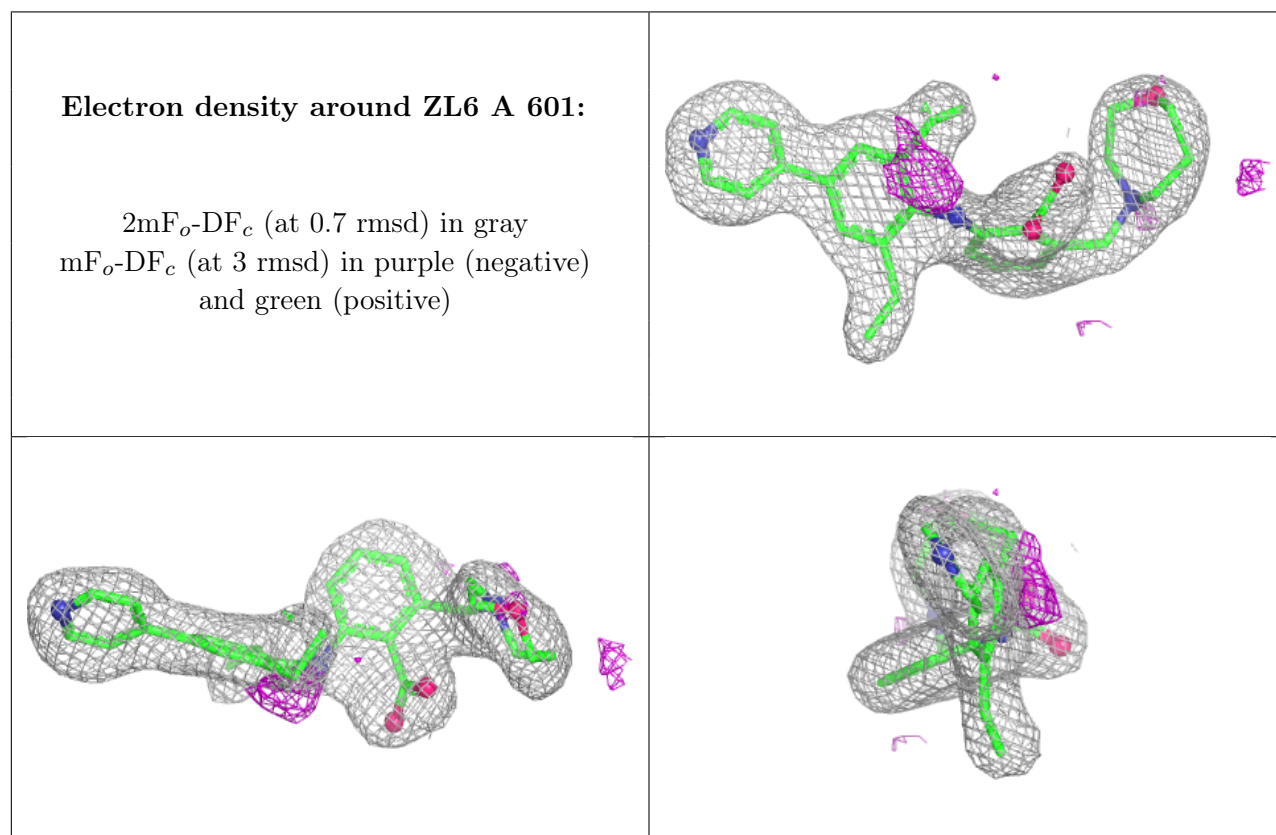 Electron density around ZL6 A 601:
2mFo-DFc (at 0.7 rmsd) in gray
mFo-DFc (at 3 rmsd) in purple (negative)
and green (positive)